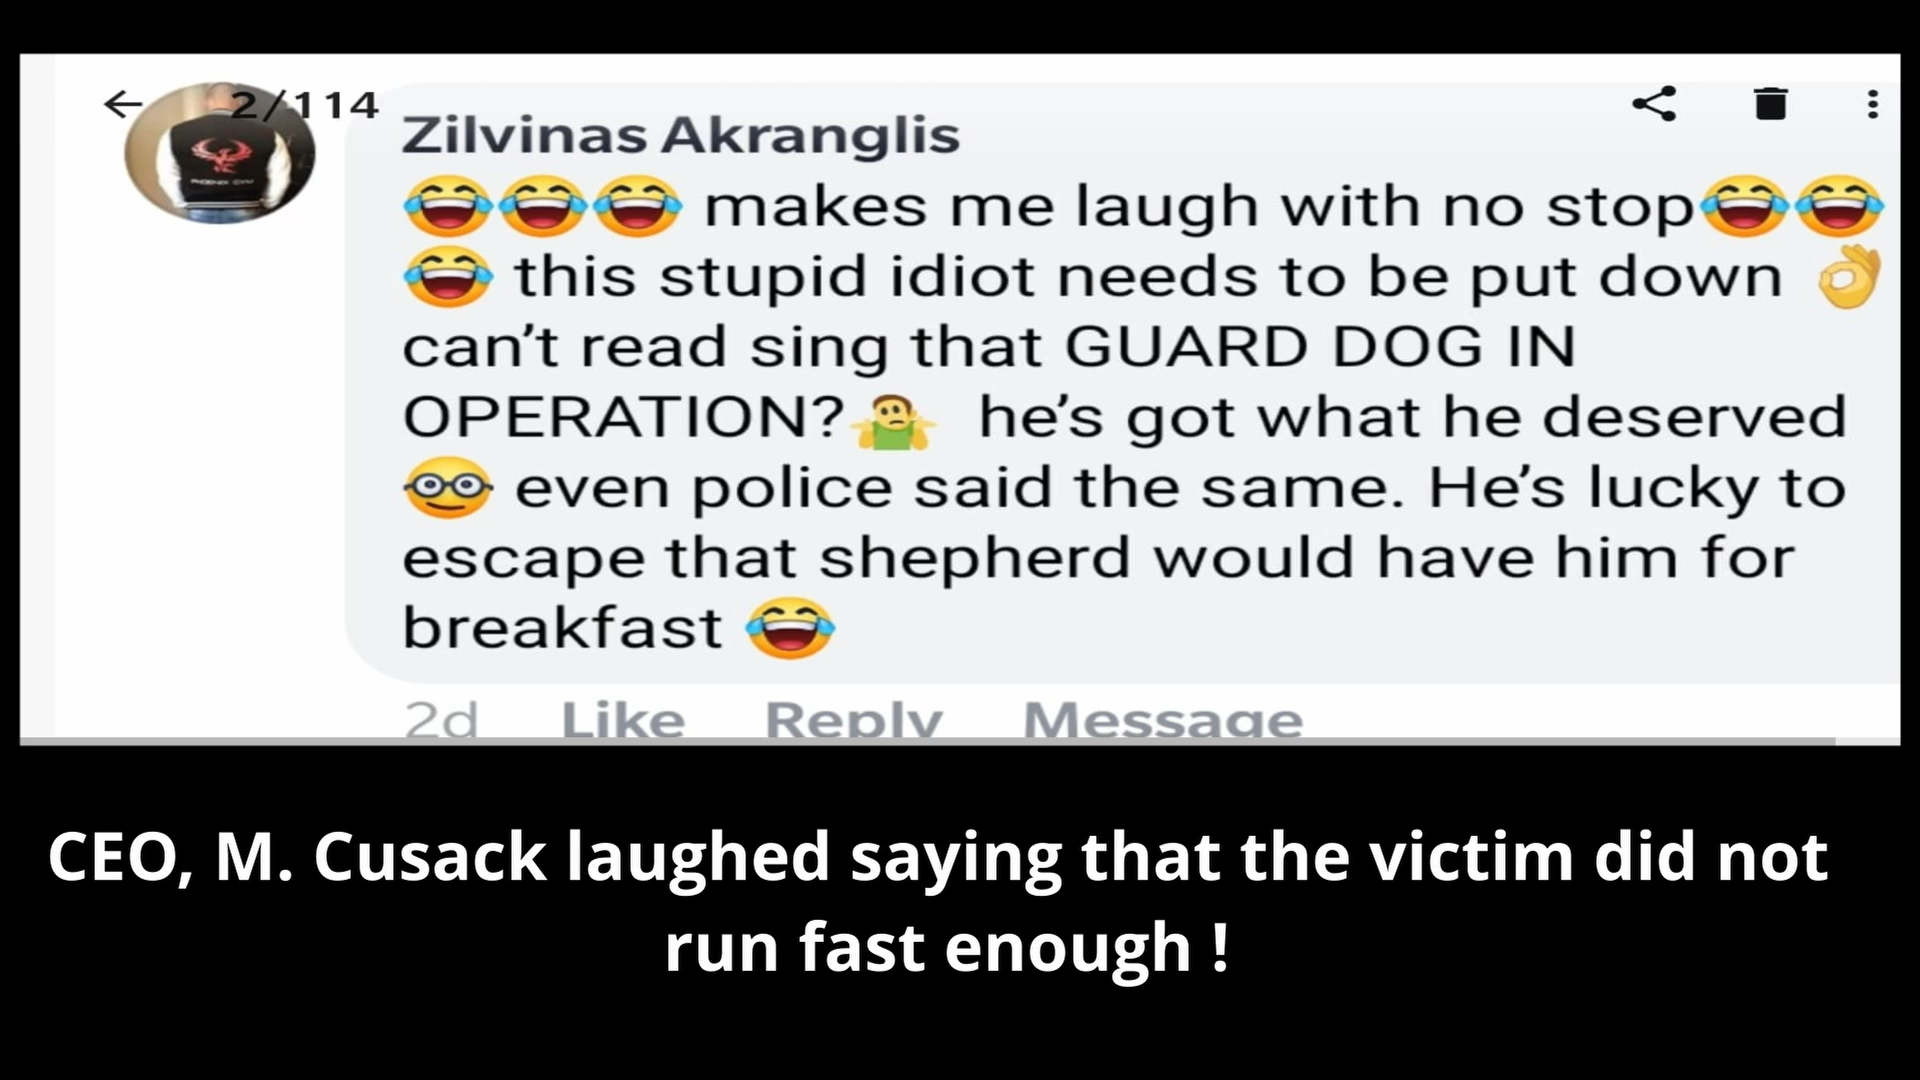 2/114
Zilvinas Akranglis
😂😂😂 makes me laugh with no stop😂😂
😂 this stupid idiot needs to be put down 👌
can't read sing that GUARD DOG IN
OPERATION?🤷‍♂️ he's got what he deserved
🤓 even police said the same. He's lucky to
escape that shepherd would have him for
breakfast 😂
2d Like Reply Message
PHOENIX GYM
CEO, M. Cusack laughed saying that the victim did not
run fast enough !